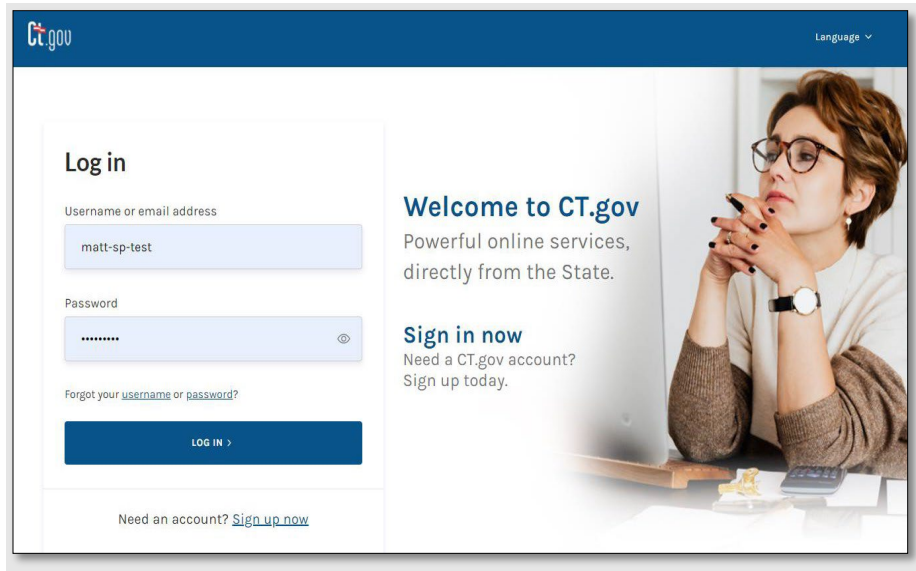 Ct.gov
Language
Log in
Username or email address
matt-sp-test
Password
•••••••••
Forgot your username or password?
LOG IN >
Need an account? Sign up now
Welcome to CT.gov
Powerful online services,
directly from the State.
Sign in now
Need a CT.gov account?
Sign up today.